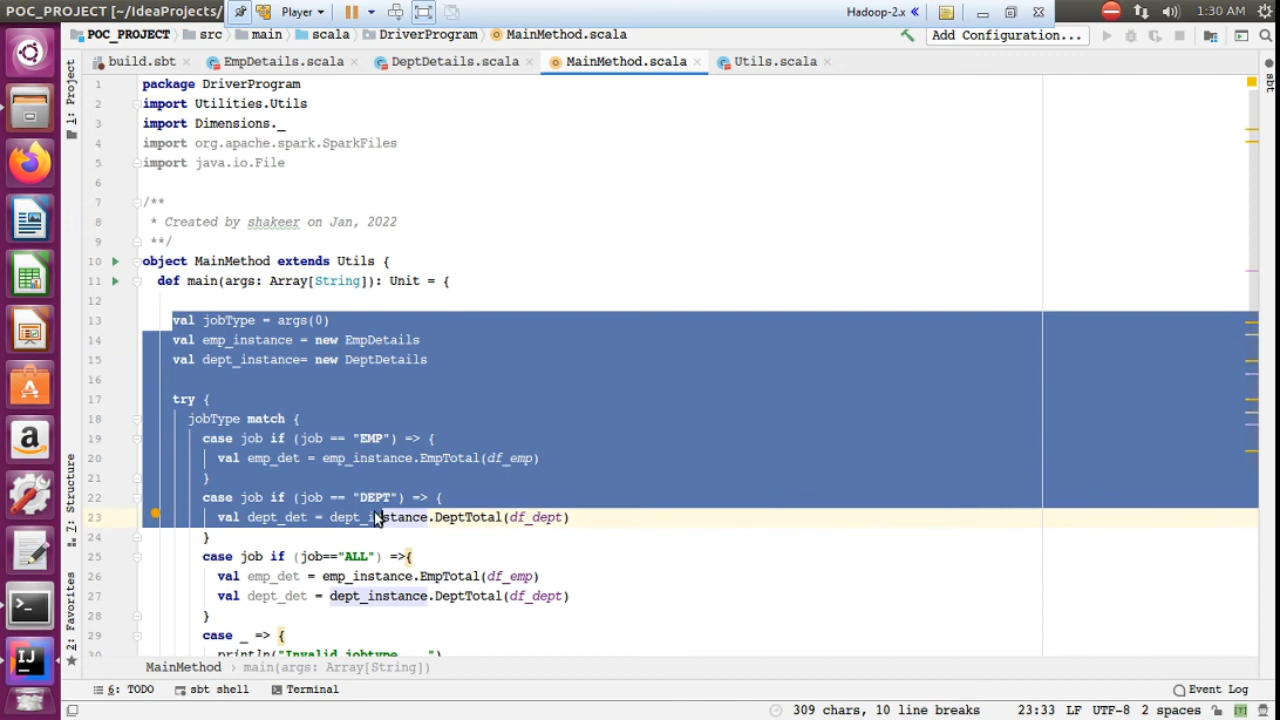 POC_PROJECT [~/IdeaProjects/
Player
Hadoop-2.x
1:30 AM
POC_PROJECT
src
main
scala
DriverProgram
MainMethod.scala
Add Configuration...
build.sbt
EmpDetails.scala
DeptDetails.scala
MainMethod.scala
Utils.scala
1: Project
sbt
1 package DriverProgram
2 import Utilities.Utils
3 import Dimensions._
4 import org.apache.spark.SparkFiles
5 import java.io.File
6
7 /**
8 * Created by shakeer on Jan, 2022
9 **/
10 object MainMethod extends Utils {
11 def main(args: Array[String]): Unit = {
12
13 val jobType = args(0)
14 val emp_instance = new EmpDetails
15 val dept_instance= new DeptDetails
16
17 try {
18 jobType match {
19 case job if (job == "EMP") => {
20 val emp_det = emp_instance.EmpTotal(df_emp)
21 }
22 case job if (job == "DEPT") => {
23 val dept_det = dept_instance.DeptTotal(df_dept)
24 }
25 case job if (job=="ALL") =>{
26 val emp_det = emp_instance.EmpTotal(df_emp)
27 val dept_det = dept_instance.DeptTotal(df_dept)
28 }
29 case _ => {
30 println("Invalid jobtype....")
7: Structure
2: Favorites
MainMethod
main(args: Array[String])
6: TODO
sbt shell
Terminal
Event Log
309 chars, 10 line breaks
23:33
LF
UTF-8
2 spaces